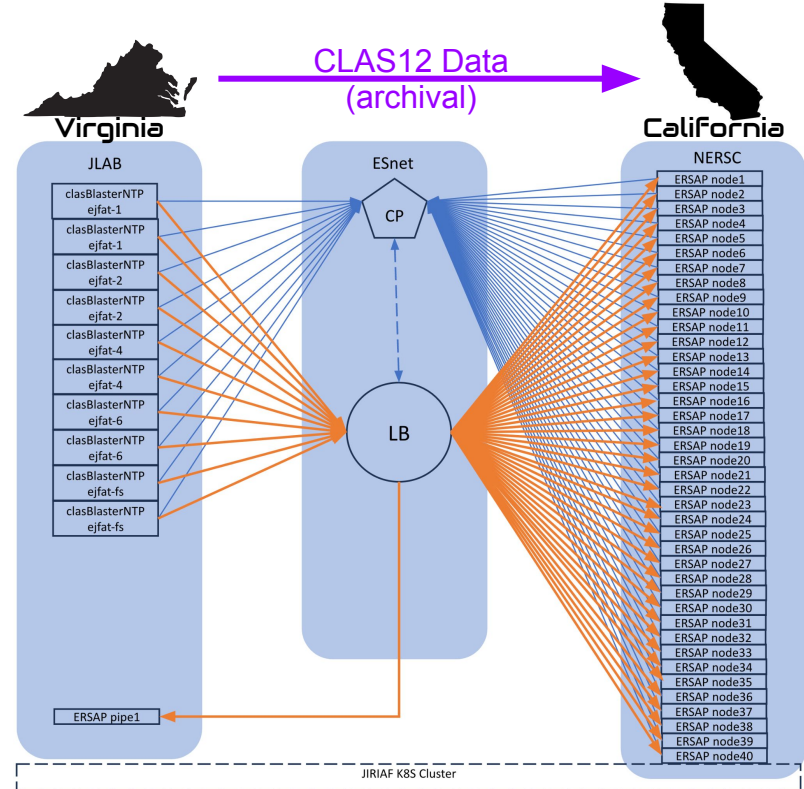 CLAS12 Data
(archival)
Virginia
California
JLAB
ESnet
NERSC
clasBlasterNTP
ejfat-1
clasBlasterNTP
ejfat-1
clasBlasterNTP
ejfat-2
clasBlasterNTP
ejfat-2
clasBlasterNTP
ejfat-4
clasBlasterNTP
ejfat-4
clasBlasterNTP
ejfat-6
clasBlasterNTP
ejfat-6
clasBlasterNTP
ejfat-fs
clasBlasterNTP
ejfat-fs
ERSAP pipe1
CP
LB
ERSAP node1
ERSAP node2
ERSAP node3
ERSAP node4
ERSAP node5
ERSAP node6
ERSAP node7
ERSAP node8
ERSAP node9
ERSAP node10
ERSAP node11
ERSAP node12
ERSAP node13
ERSAP node14
ERSAP node15
ERSAP node16
ERSAP node17
ERSAP node18
ERSAP node19
ERSAP node20
ERSAP node21
ERSAP node22
ERSAP node23
ERSAP node24
ERSAP node25
ERSAP node26
ERSAP node27
ERSAP node28
ERSAP node29
ERSAP node30
ERSAP node31
ERSAP node32
ERSAP node33
ERSAP node34
ERSAP node35
ERSAP node36
ERSAP node37
ERSAP node38
ERSAP node39
ERSAP node40
JIRIAF K8S Cluster